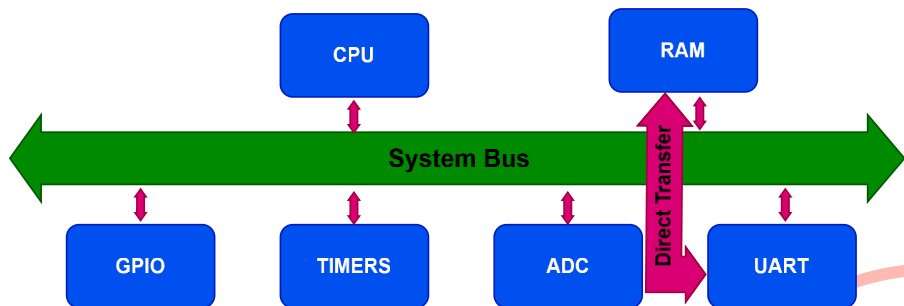 CPU
RAM
System Bus
Direct Transfer
GPIO
TIMERS
ADC
UART